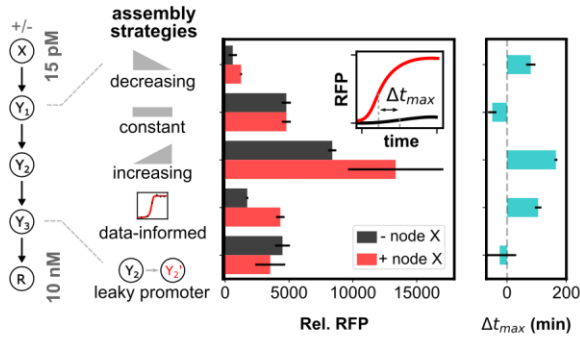 +/-
X
15 pM
Y1
Y2
Y3
R
10 nM
assembly
strategies
decreasing
constant
increasing
data-informed
Y2 Y2'
leaky promoter
RFP
Δtmax
time
- node X
+ node X
0 5000 10000 15000
Rel. RFP
0 200
Δtmax (min)